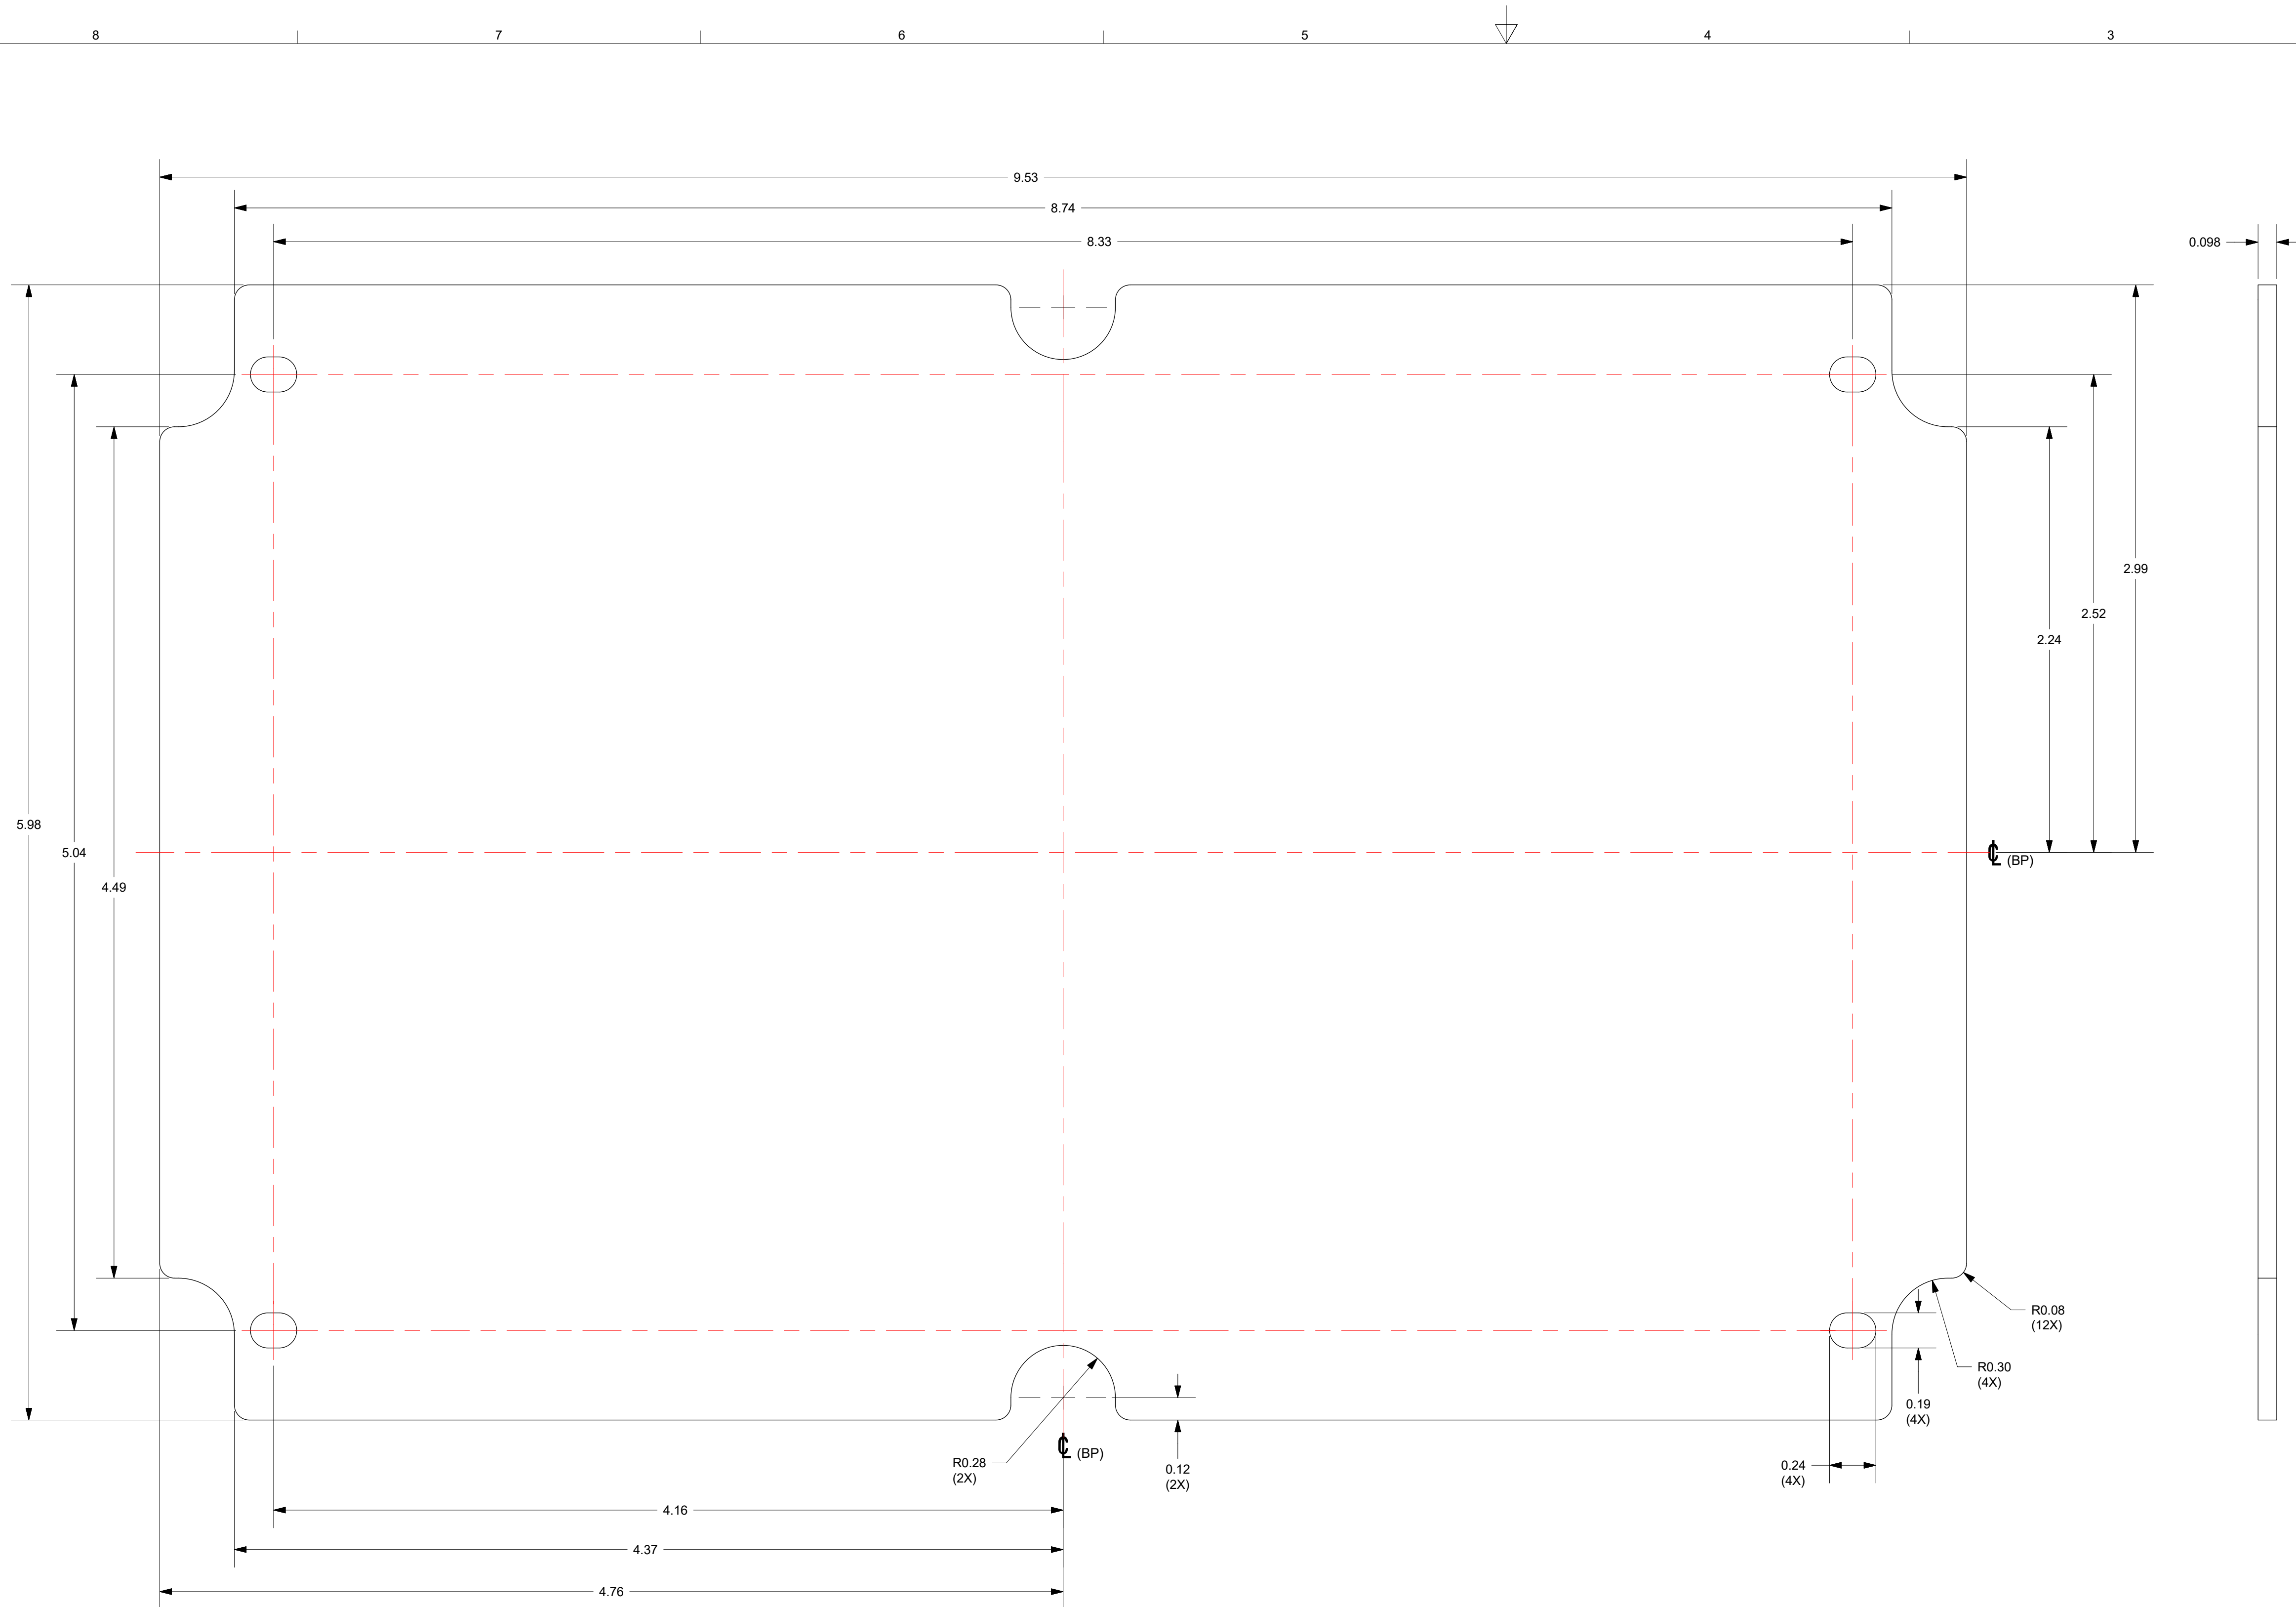 8 7 6 5 4 3
9.53
8.74
8.33
0.098
2.99
2.52
2.24
5.98
5.04
4.49
℄ (BP)
R0.08
(12X)
R0.30
(4X)
0.19
(4X)
℄ (BP)
R0.28
(2X)
0.12
(2X)
0.24
(4X)
4.16
4.37
4.76